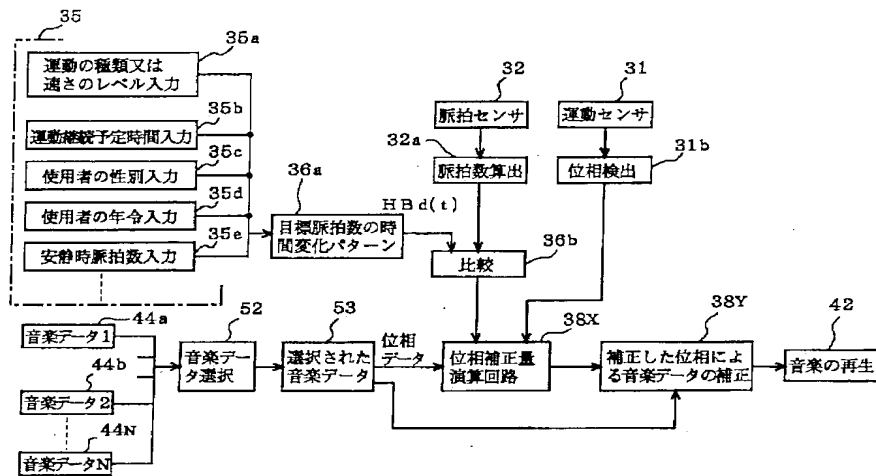 35
35a
運動の種類又は
速さのレベル入力
35b
運動継続予定時間入力
35c
使用者の性別入力
35d
使用者の年令入力
35e
安静時脈拍数入力
36a
目標脈拍数の時
間変化パターン
HBd(t)
32
脈拍センサ
32a
脈拍数算出
31
運動センサ
31b
位相検出
36b
比較
44a
音楽データ1
44b
音楽データ2
44N
音楽データN
52
音楽デー
タ選択
53
選択された
音楽データ
位相
データ
38X
位相補正量
演算回路
38Y
補正した位相によ
る音楽データの補正
42
音楽の再生